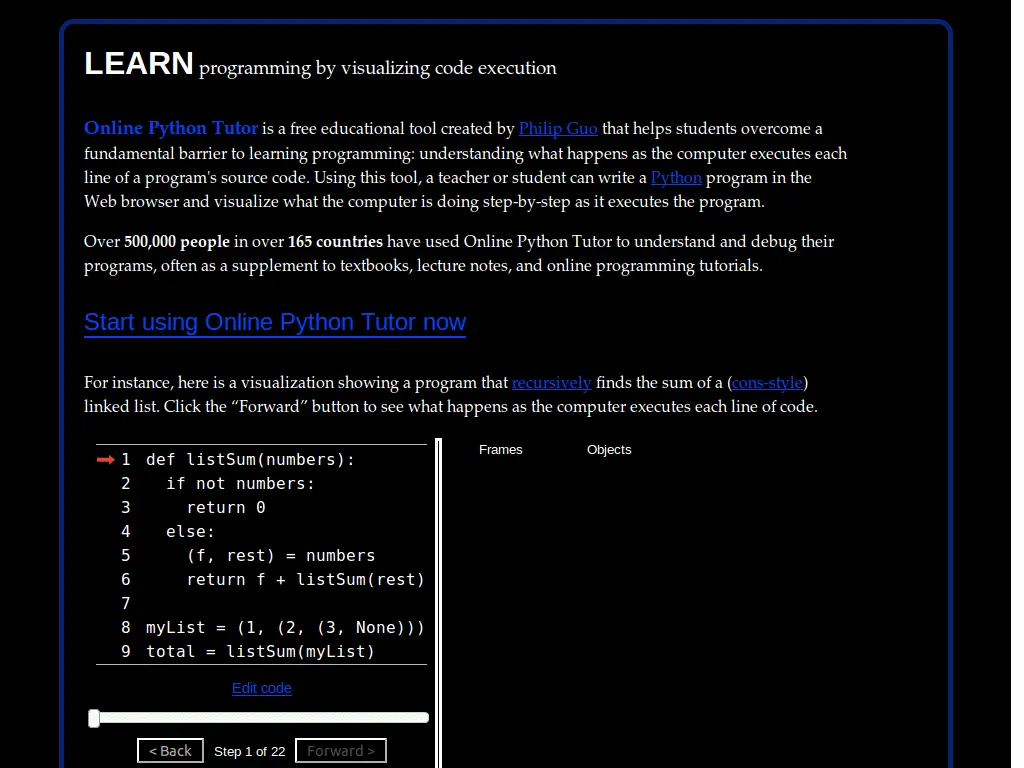 LEARN programming by visualizing code execution
Online Python Tutor is a free educational tool created by Philip Guo that helps students overcome a
fundamental barrier to learning programming: understanding what happens as the computer executes each
line of a program's source code. Using this tool, a teacher or student can write a Python program in the
Web browser and visualize what the computer is doing step-by-step as it executes the program.
Over 500,000 people in over 165 countries have used Online Python Tutor to understand and debug their
programs, often as a supplement to textbooks, lecture notes, and online programming tutorials.
Start using Online Python Tutor now
For instance, here is a visualization showing a program that recursively finds the sum of a (cons-style)
linked list. Click the “Forward” button to see what happens as the computer executes each line of code.
1 def listSum(numbers):
2   if not numbers:
3     return 0
4   else:
5     (f, rest) = numbers
6     return f + listSum(rest)
7
8 myList = (1, (2, (3, None)))
9 total = listSum(myList)
Edit code
< Back Step 1 of 22 Forward >
Frames Objects